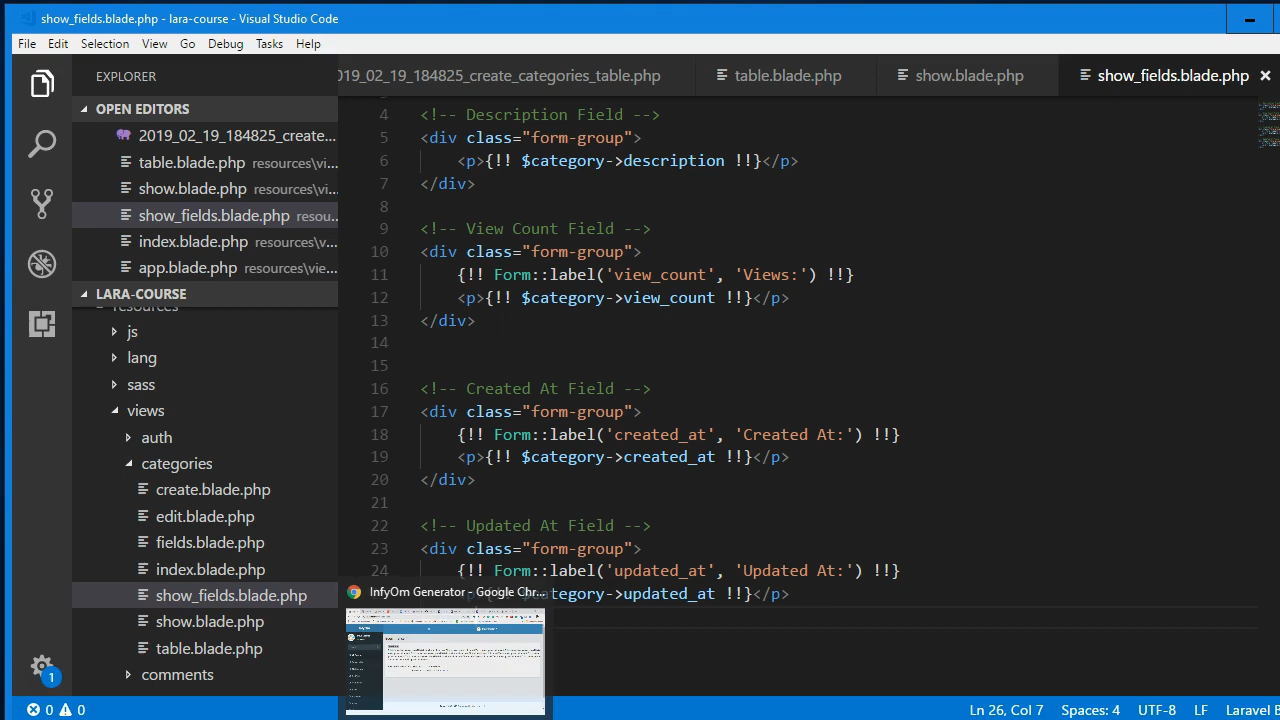 show_fields.blade.php - lara-course - Visual Studio Code
File Edit Selection View Go Debug Tasks Help
EXPLORER
OPEN EDITORS
2019_02_19_184825_create...
table.blade.php resources\vi...
show.blade.php resources\vi...
show_fields.blade.php resou...
index.blade.php resources\vi...
app.blade.php resources\vie...
LARA-COURSE
resources
js
lang
sass
views
auth
categories
create.blade.php
edit.blade.php
fields.blade.php
index.blade.php
show_fields.blade.php
show.blade.php
table.blade.php
comments
019_02_19_184825_create_categories_table.php table.blade.php show.blade.php show_fields.blade.php
4 <!-- Description Field -->
5 <div class="form-group">
6 <p>{!! $category->description !!}</p>
7 </div>
8
9 <!-- View Count Field -->
10 <div class="form-group">
11 {!! Form::label('view_count', 'Views:') !!}
12 <p>{!! $category->view_count !!}</p>
13 </div>
14
15
16 <!-- Created At Field -->
17 <div class="form-group">
18 {!! Form::label('created_at', 'Created At:') !!}
19 <p>{!! $category->created_at !!}</p>
20 </div>
21
22 <!-- Updated At Field -->
23 <div class="form-group">
24 {!! Form::label('updated_at', 'Updated At:') !!}
category->updated_at !!}</p>
InfyOm Generator - Google Chr...
1
0 0
Ln 26, Col 7 Spaces: 4 UTF-8 LF Laravel B